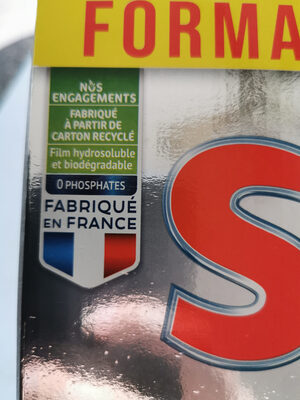 FORMA
NOS
ENGAGEMENTS
FABRIQUÉ
À PARTIR DE
CARTON RECYCLÉ
Film hydrosoluble
et biodégradable
0 PHOSPHATES
FABRIQUÉ
EN FRANCE
S